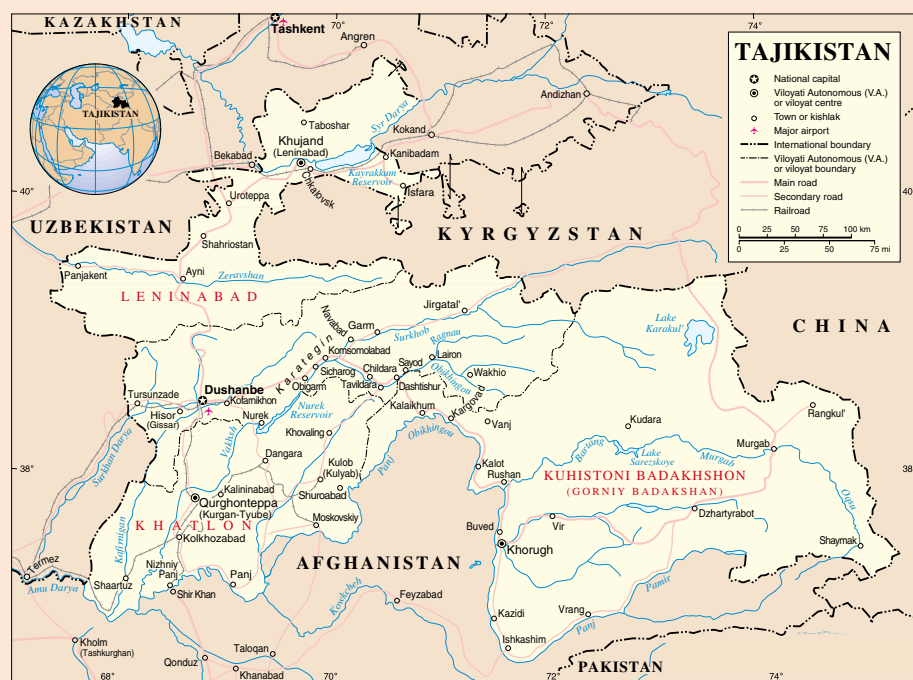 KAZAKHSTAN
Tashkent
70°
72°
74°
Angren
TAJIKISTAN
National capital
Viloyati Autonomous (V.A.)
or viloyat centre
Town or kishlak
Major airport
International boundary
Viloyati Autonomous (V.A.)
or viloyat boundary
Main road
Secondary road
Railroad
0 25 50 75 100 km
0 25 50 75 mi
TAJIKISTAN
Andizhan
Taboshar
Syr Darya
Kokand
Khujand
(Leninabad)
Bekabad
Kanibadam
Kayrakkum
Reservoir
Chkalovsk
Isfara
40°
40°
Uroteppa
UZBEKISTAN
KYRGYZSTAN
Shahriostan
Panjakent
Ayni
Zeravshan
LENINABAD
Jirgatal'
Lake
Karakul'
CHINA
Navabad
Garm
Surkhob
Ragnau
Karategin
Komsomolabad
Lairon
Sicharog
Childara
Sayod
Obikhingou
Wakhio
Obigarm
Tavildara
Dashtishur
Dushanbe
Tursunzade
Kofarnikhon
Hisor
(Gissar)
Nurek
Nurek
Reservoir
Kalaikhum
Kargovad
Rangkul'
Vanj
Kudara
Obikhingou
Khovaling
Surkhan Darya
Vakhsh
Murgab
Bartang
Lake
Sarezskoye
Murgab
38°
38°
Dangara
Kulob
(Kulyab)
Panj
Kalot
Rushan
KUHISTONI BADAKHSHON
(GORNIY BADAKSHAN)
Kalininabad
Shuroabad
Qurghonteppa
(Kurgan-Tyube)
Oqsu
Dzhartyrabot
KHATLON
Moskovskiy
Buved
Vir
Kafirnigan
Kolkhozabad
Khorugh
Shaymak
AFGHANISTAN
Termez
Nizhniy
Panj
Panj
Pamir
Amu Darya
Shaartuz
Shir Khan
Kowkcheh
Feyzabad
Kazidi
Vrang
Panj
Ishkashim
Kholm
(Tashkurghan)
Taloqan
Qonduz
Khanabad
PAKISTAN
68°
70°
72°
74°